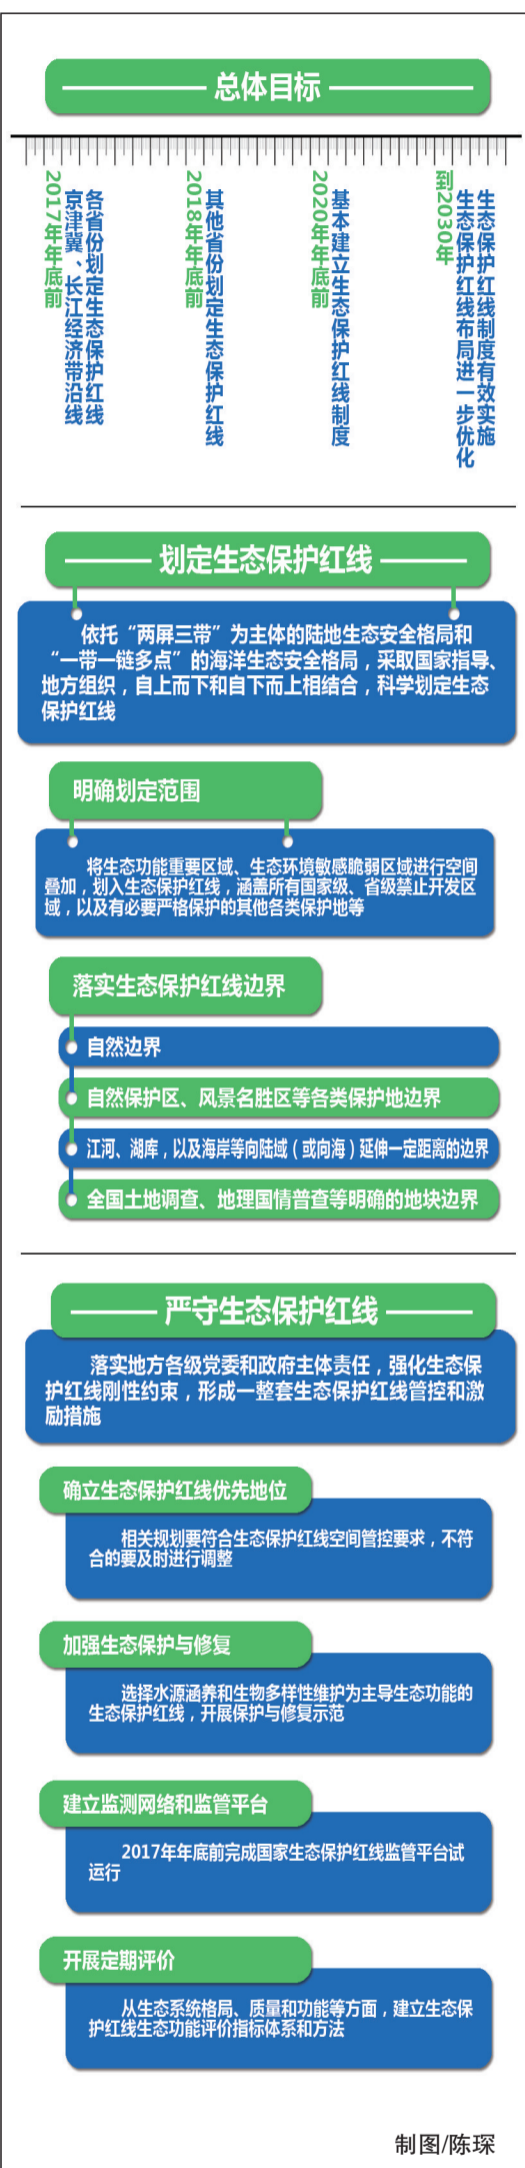 总体目标
2017年年底前
京津冀、长江经济带沿线
各省份划定生态保护红线
2018年年底前
其他省份划定生态保护红线
2020年年底前
基本建立生态保护红线制度
到2030年
生态保护红线布局进一步优化
生态保护红线制度有效实施
划定生态保护红线
依托“两屏三带”为主体的陆地生态安全格局和
“一带一链多点”的海洋生态安全格局，采取国家指导、
地方组织，自上而下和自下而上相结合，科学划定生态
保护红线
明确划定范围
将生态功能重要区域、生态环境敏感脆弱区域进行空间
叠加，划入生态保护红线，涵盖所有国家级、省级禁止开发区
域，以及有必要严格保护的其他各类保护地等
落实生态保护红线边界
自然边界
自然保护区、风景名胜区等各类保护地边界
江河、湖库，以及海岸等向陆域（或向海）延伸一定距离的边界
全国土地调查、地理国情普查等明确的地块边界
严守生态保护红线
落实地方各级党委和政府主体责任，强化生态保
护红线刚性约束，形成一整套生态保护红线管控和激
励措施
确立生态保护红线优先地位
相关规划要符合生态保护红线空间管控要求，不符
合的要及时进行调整
加强生态保护与修复
选择水源涵养和生物多样性维护为主导生态功能的
生态保护红线，开展保护与修复示范
建立监测网络和监管平台
2017年年底前完成国家生态保护红线监管平台试
运行
开展定期评价
从生态系统格局、质量和功能等方面，建立生态保
护红线生态功能评价指标体系和方法
制图/陈琛